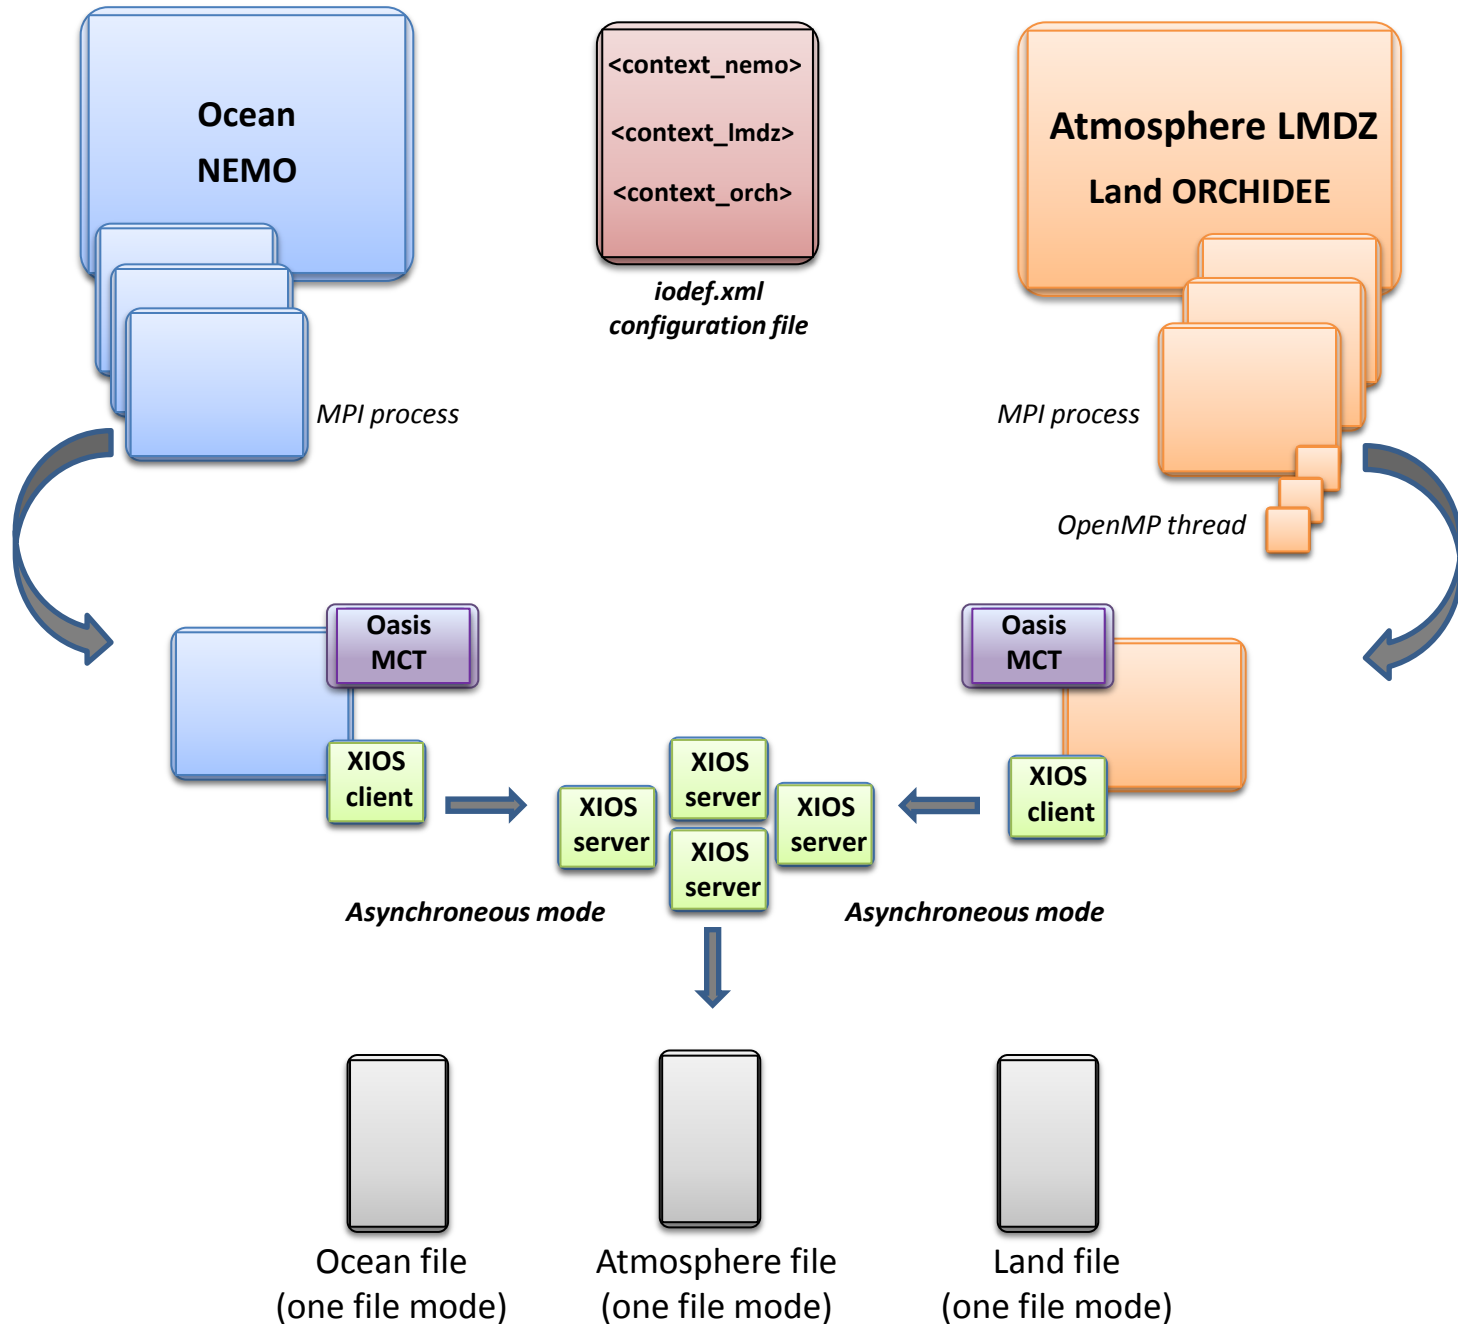 Ocean
NEMO
<context_nemo>
<context_lmdz>
<context_orch>
iodef.xml
configuration file
Atmosphere LMDZ
Land ORCHIDEE
MPI process
MPI process
OpenMP thread
Oasis
MCT
Oasis
MCT
XIOS
client
XIOS
server
XIOS
server
XIOS
server
XIOS
server
XIOS
client
Asynchroneous mode
Asynchroneous mode
Ocean file
(one file mode)
Atmosphere file
(one file mode)
Land file
(one file mode)